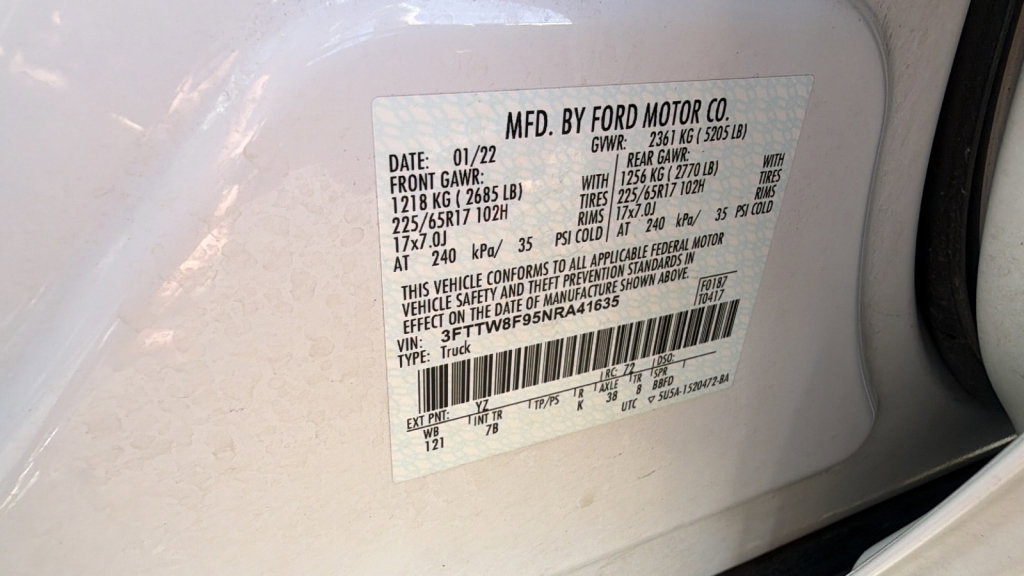 MFD. BY FORD MOTOR CO.
DATE: 01/22 GVWR: 2361 KG ( 5205 LB)
FRONT GAWR: REAR GAWR:
1218 KG ( 2685 LB) WITH 1256 KG ( 2770 LB) WITH
225/65R17 102H TIRES 225/65R17 102H TIRES
17x7.0J RIMS 17x7.0J RIMS
AT 240 kPa/ 35 PSI COLD AT 240 kPa/ 35 PSI COLD
THIS VEHICLE CONFORMS TO ALL APPLICABLE FEDERAL MOTOR
VEHICLE SAFETY AND THEFT PREVENTION STANDARDS IN
EFFECT ON THE DATE OF MANUFACTURE SHOWN ABOVE
VIN: 3FTTW8F95NRA41635 F0187
TYPE: Truck T0417
EXT PNT: YZ RC: 72 DSO:
WB INT TR TP/PS R AXLE TR SPR
121 7B K 38 8 BBFD
UTC ▽ 5U5A-1520472-BA